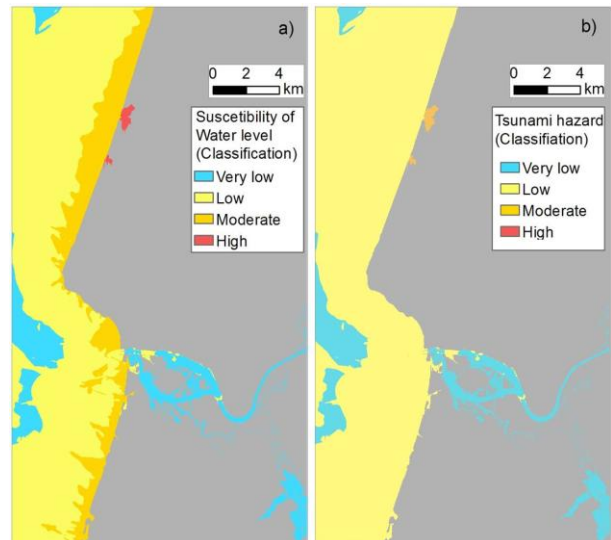 a)
0 2 4
km
Suscetibility of
Water level
(Classification)
Very low
Low
Moderate
High
b)
0 2 4
km
Tsunami hazard
(Classifiation)
Very low
Low
Moderate
High